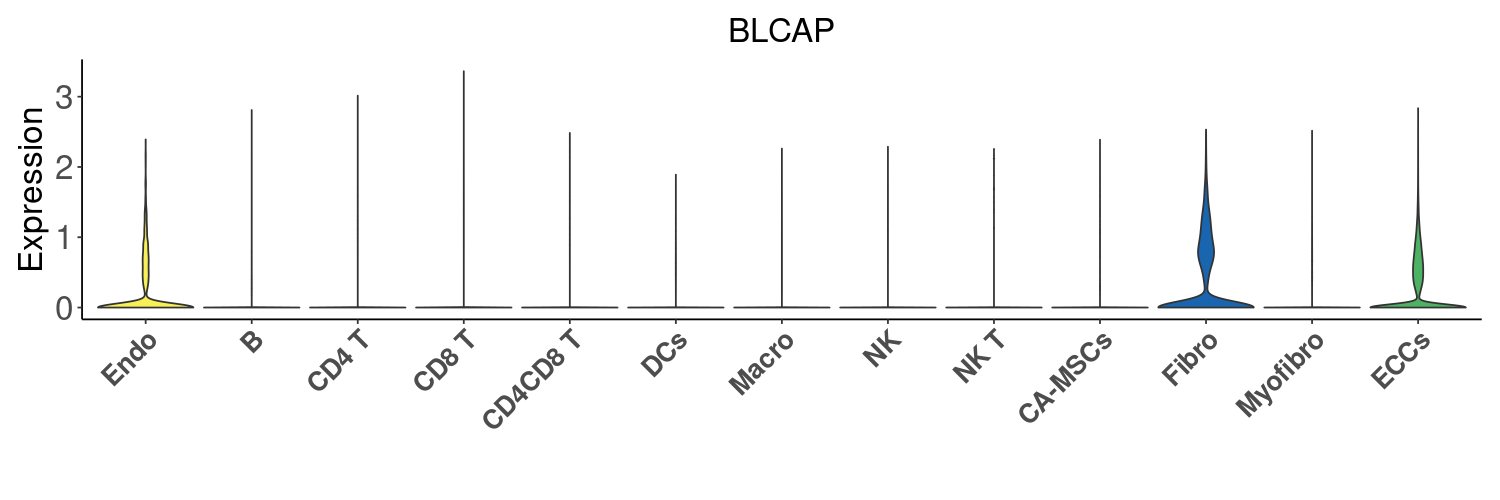 BLCAP
Expression
3
2
1
0
Endo
B
CD4 T
CD8 T
CD4CD8 T
DCs
Macro
NK
NK T
CA-MSCs
Fibro
Myofibro
ECCs